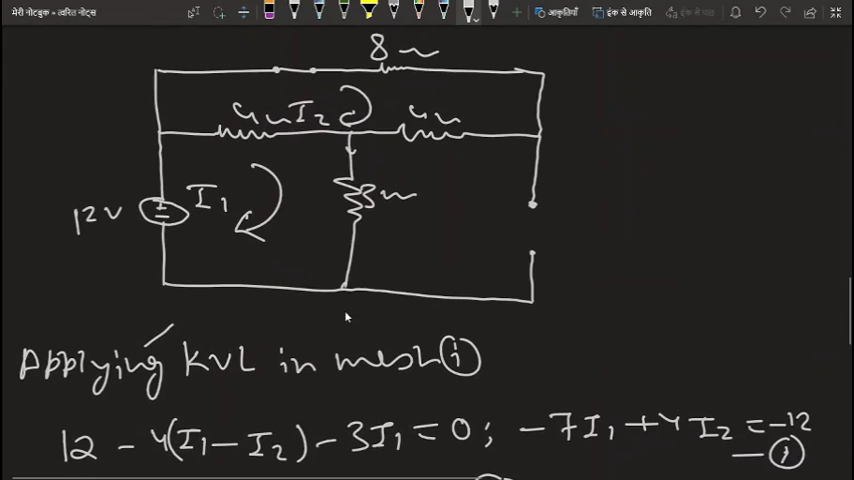 मेरी नोटबुक » त्वरित नोट्स
आकृतियाँ
इंक से आकृति
इंक से पाठ
8Ω
4Ω I₂ 4Ω
12V I₁ 3Ω
Applying KVL in mesh ⓘ
12 - 4(I₁ - I₂) - 3I₁ = 0; -7I₁ + 4I₂ = -12
— ⓘ